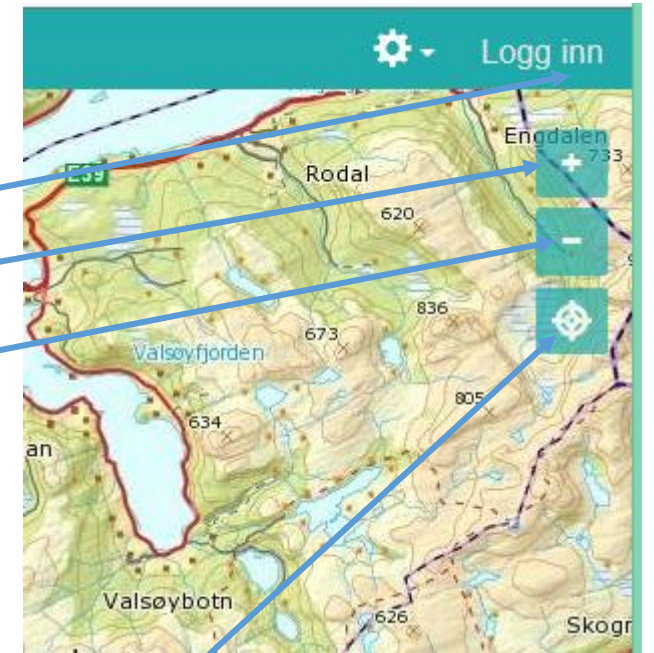 Logg inn
Engdalen
E39
Rodal
+ 733
620
-
836
673
Valsøyfjorden
805
634
an
Valsøybotn
626
Skogr